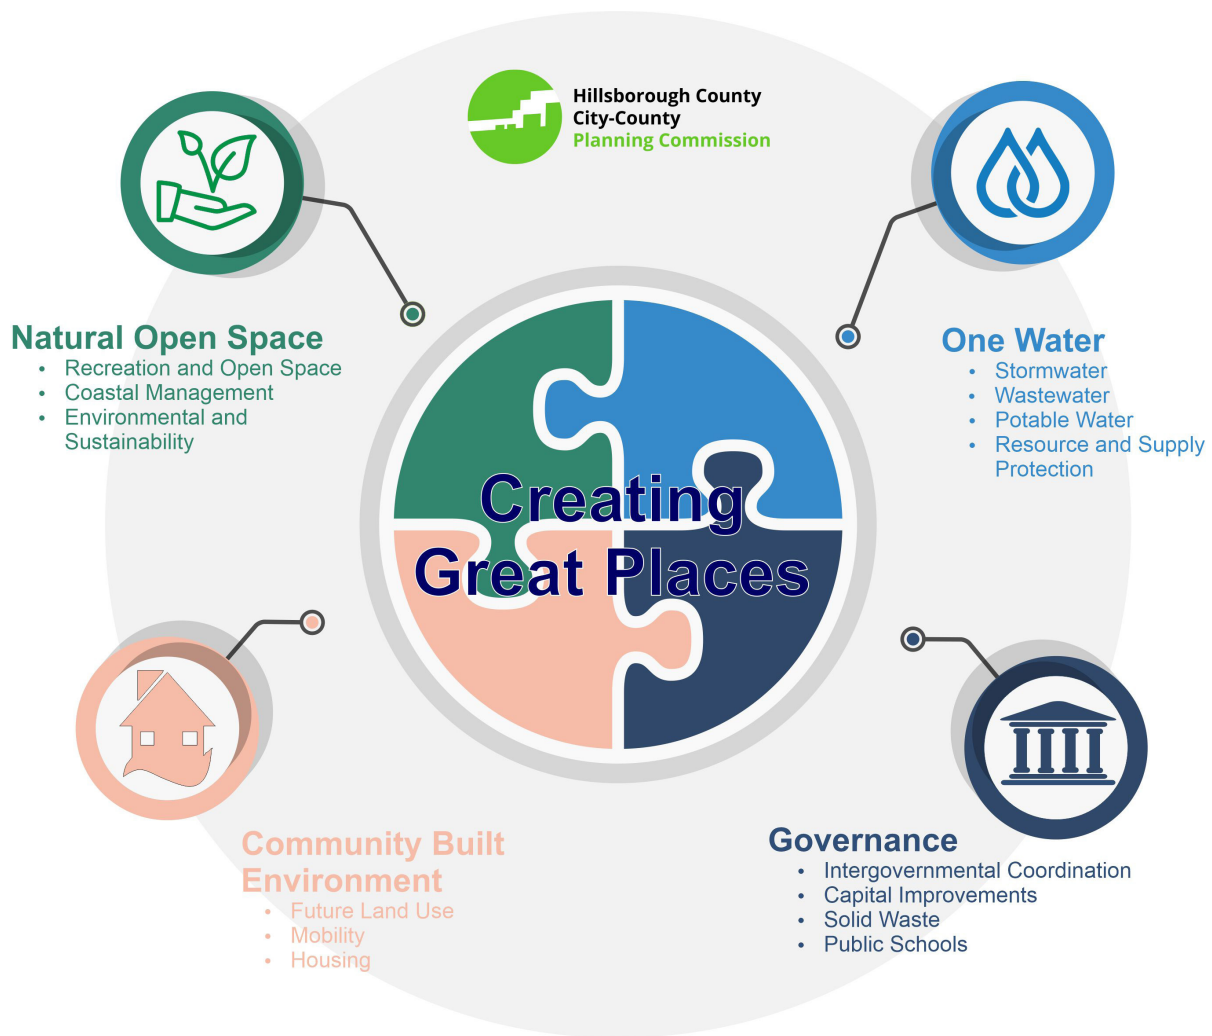 Hillsborough County
City-County
Planning Commission
Natural Open Space
• Recreation and Open Space
• Coastal Management
• Environmental and
Sustainability
One Water
• Stormwater
• Wastewater
• Potable Water
• Resource and Supply
Protection
Creating
Great Places
Community Built
Environment
• Future Land Use
• Mobility
• Housing
Governance
• Intergovernmental Coordination
• Capital Improvements
• Solid Waste
• Public Schools